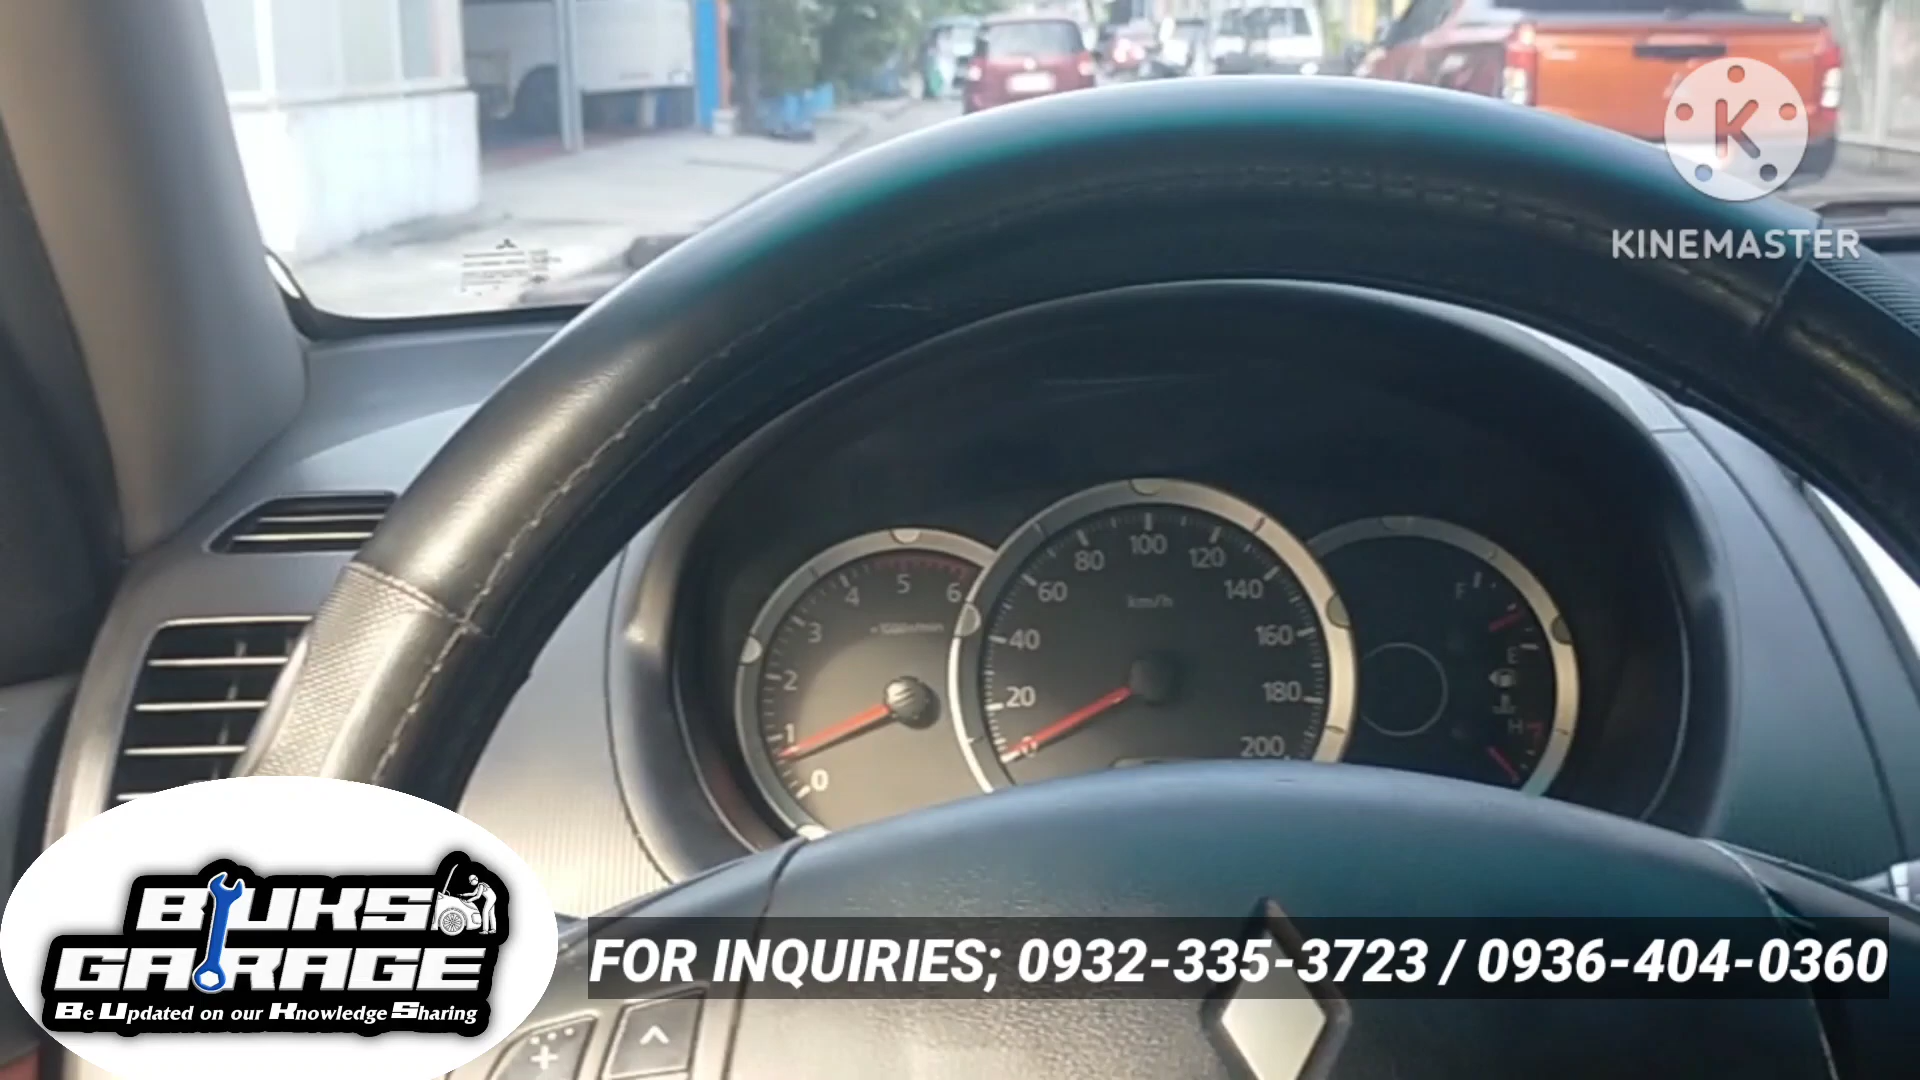 KINEMASTER
4
5
6
3
2
1
0
80
100
120
60
140
km/h
40
160
20
180
0
200
F
E
H
BUKS
GARAGE
Be Updated on our Knowledge Sharing
FOR INQUIRIES; 0932-335-3723 / 0936-404-0360